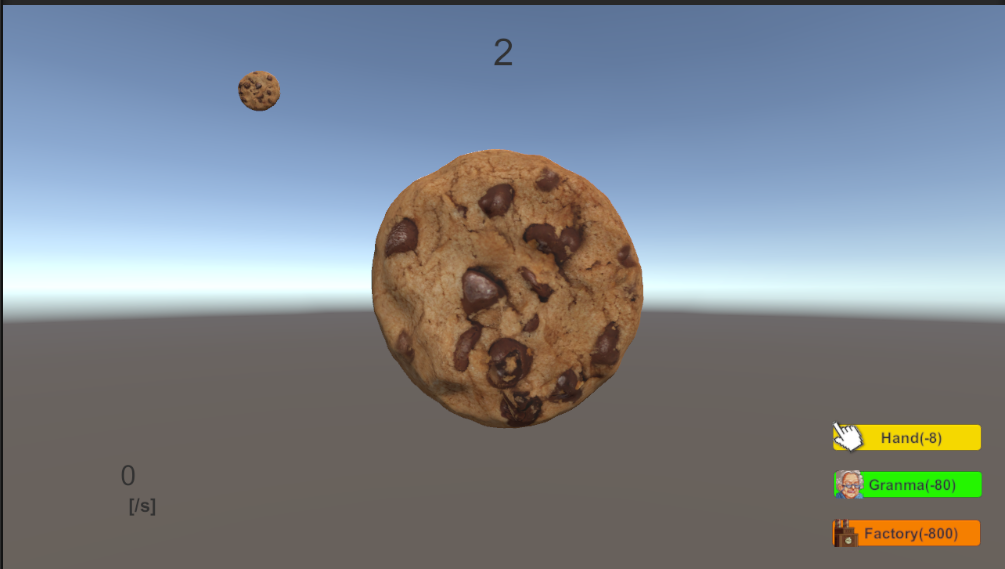 2
0
[/s]
Hand(-8)
Granma(-80)
Factory(-800)